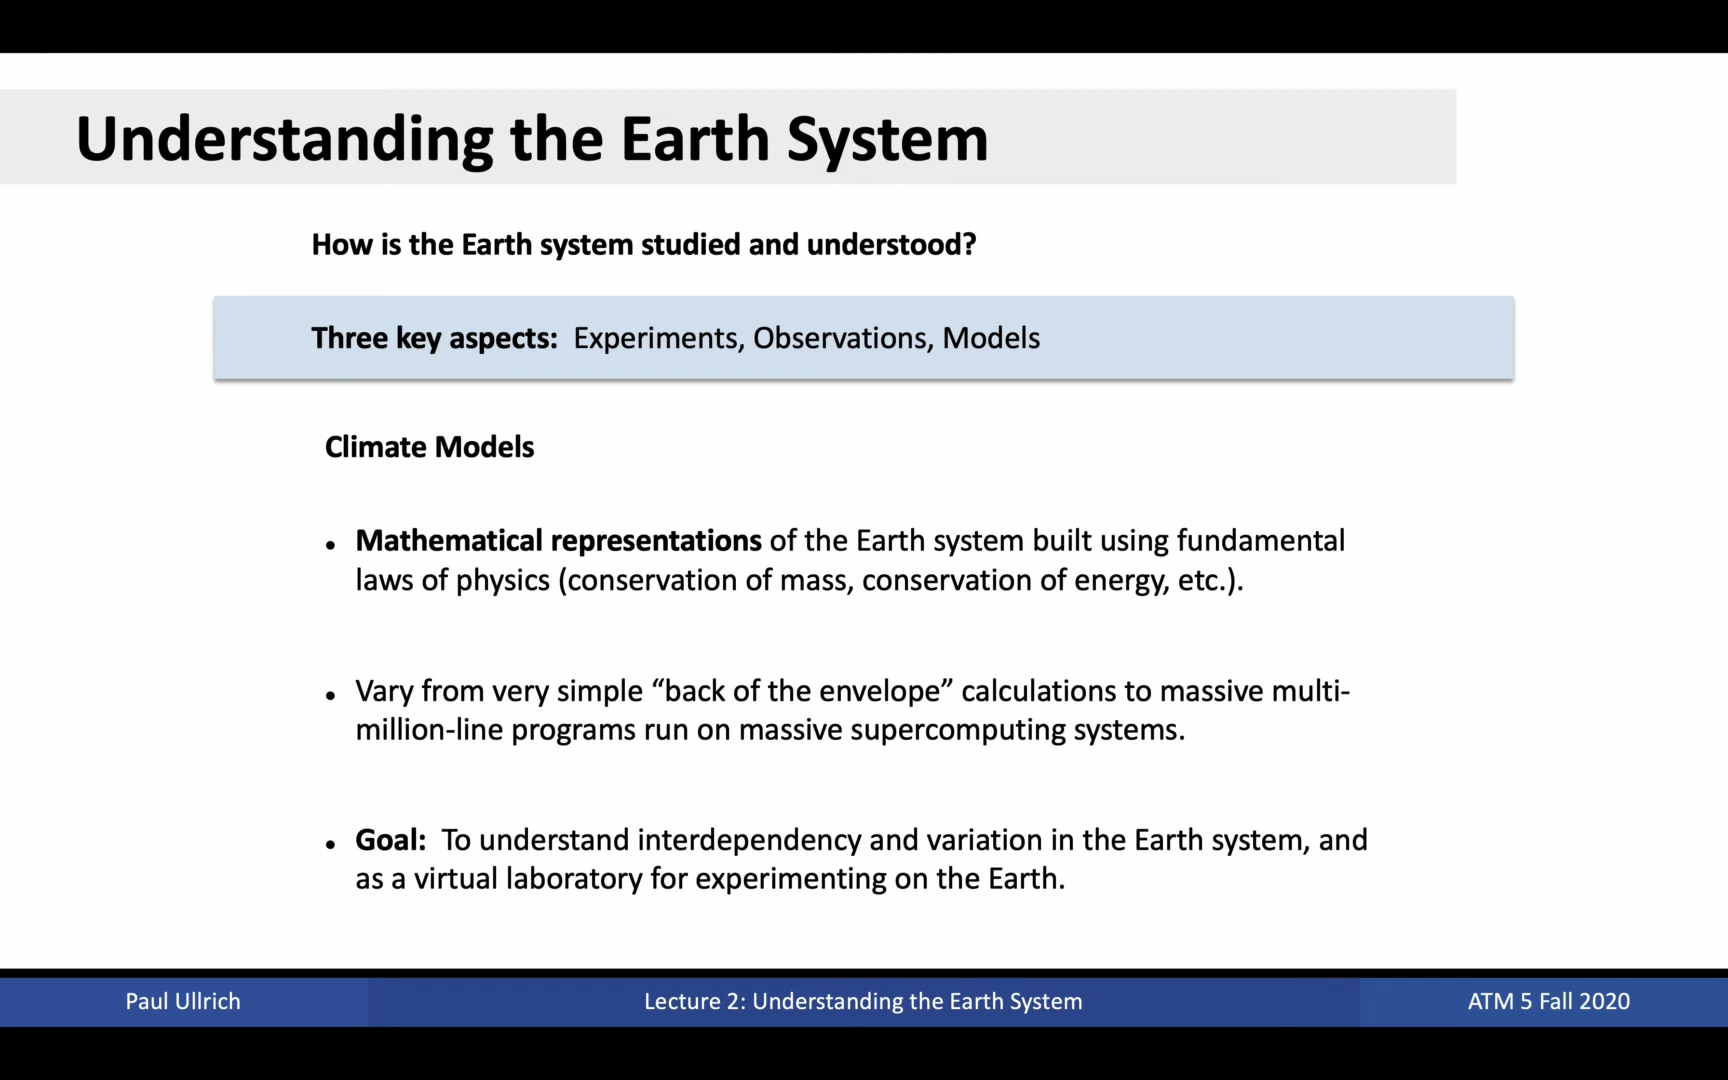 Understanding the Earth System
How is the Earth system studied and understood?
Three key aspects: Experiments, Observations, Models
Climate Models
• Mathematical representations of the Earth system built using fundamental
laws of physics (conservation of mass, conservation of energy, etc.).
• Vary from very simple “back of the envelope” calculations to massive multi-
million-line programs run on massive supercomputing systems.
• Goal: To understand interdependency and variation in the Earth system, and
as a virtual laboratory for experimenting on the Earth.
Paul Ullrich
Lecture 2: Understanding the Earth System
ATM 5 Fall 2020